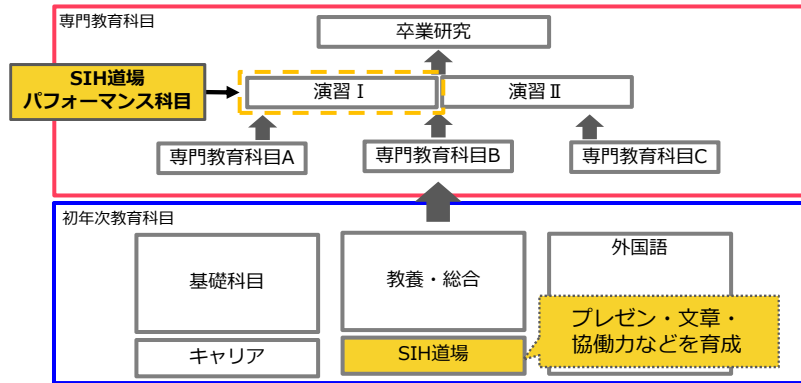 専門教育科目
卒業研究
SIH道場
パフォーマンス科目
演習Ⅰ
演習Ⅱ
専門教育科目A
専門教育科目B
専門教育科目C
初年次教育科目
基礎科目
教養・総合
外国語
プレゼン・文章・
協働力などを育成
キャリア
SIH道場